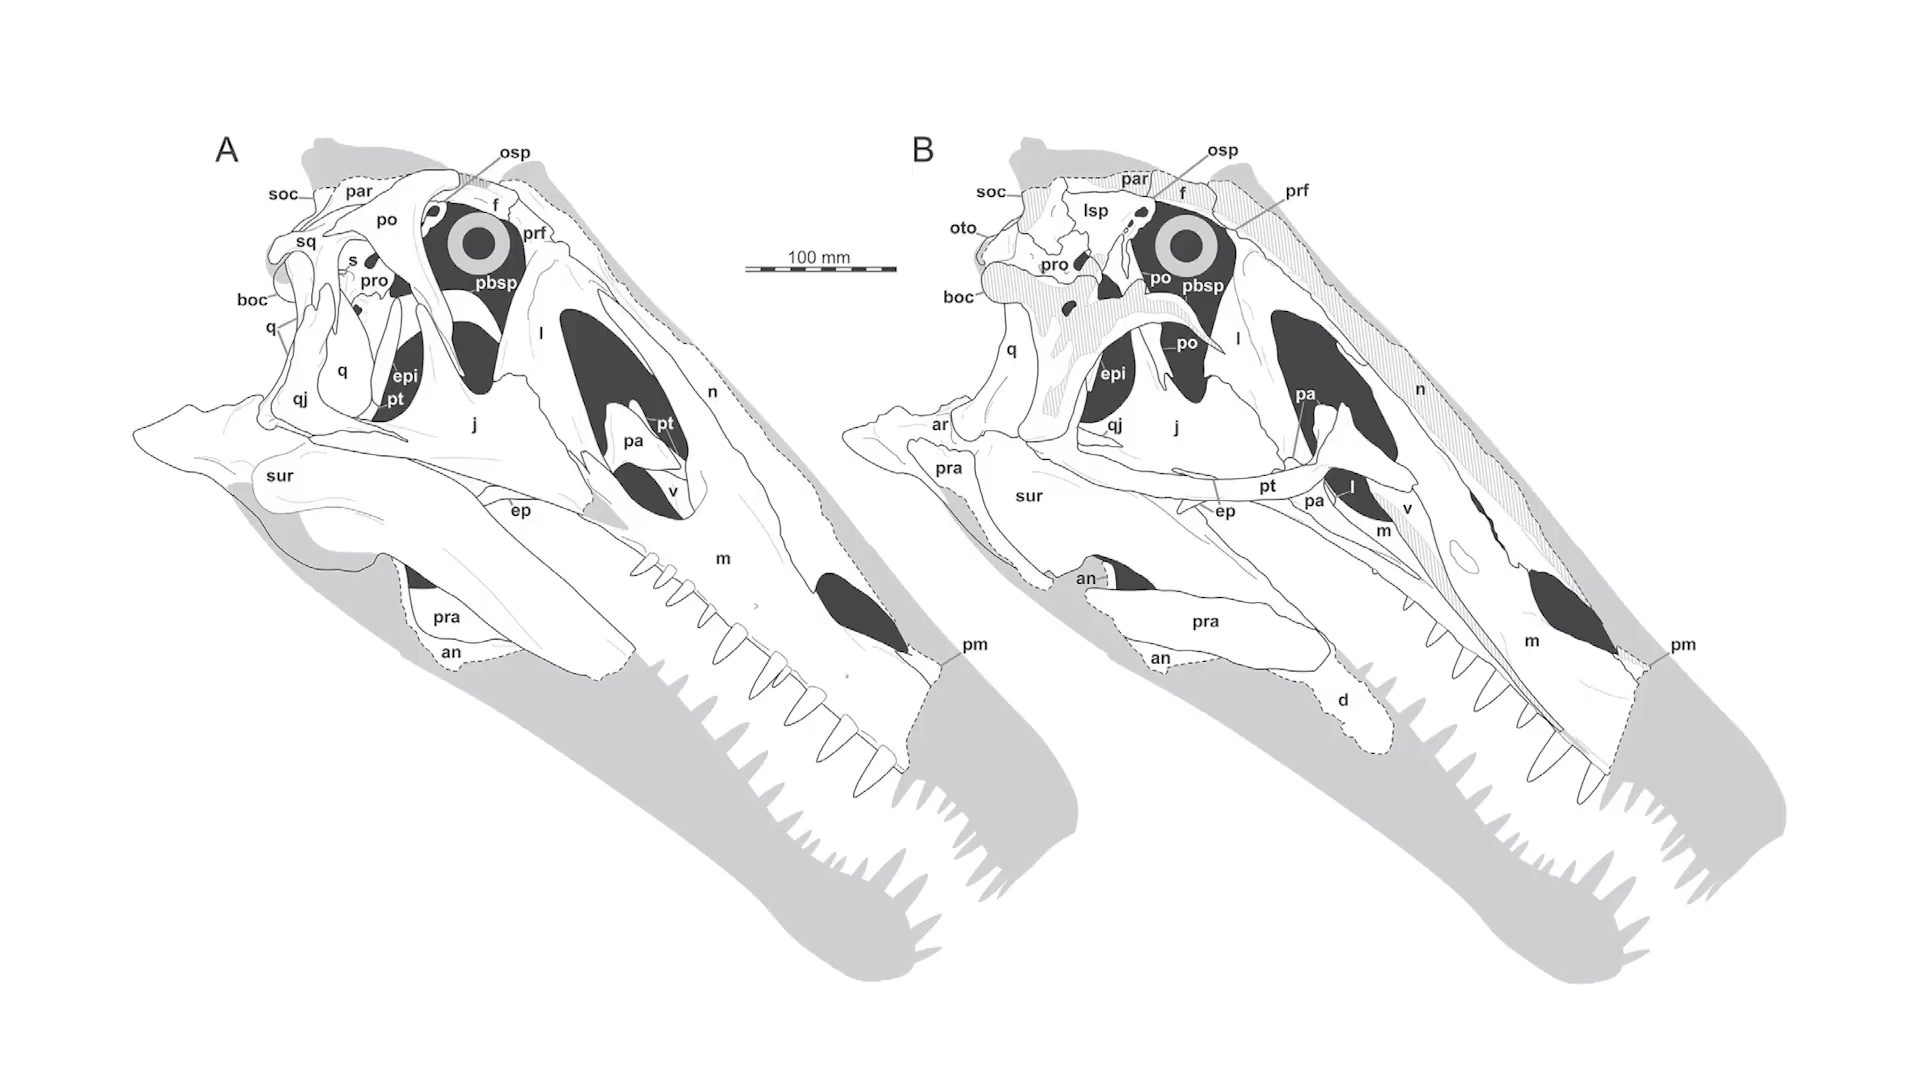 A
osp
soc
par
po
f
sq
prf
s
pro
pbsp
boc
q
l
q
epi
qj
pt
n
j
pt
pa
sur
v
ep
m
pra
an
pm
100 mm
B
osp
soc
par
f
prf
lsp
oto
pro
po
pbsp
boc
po
l
q
epi
n
pa
ar
qj
j
pra
sur
pt
l
pa
v
ep
m
an
pra
m
pm
an
d